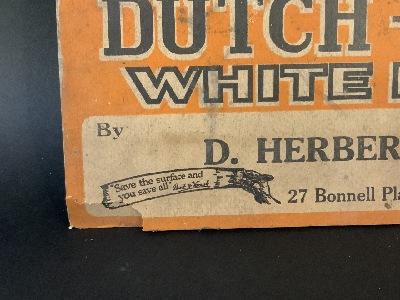 DUTCH
WHITE
By
D. HERBER
Save the surface and
you save all
27 Bonnell Pla